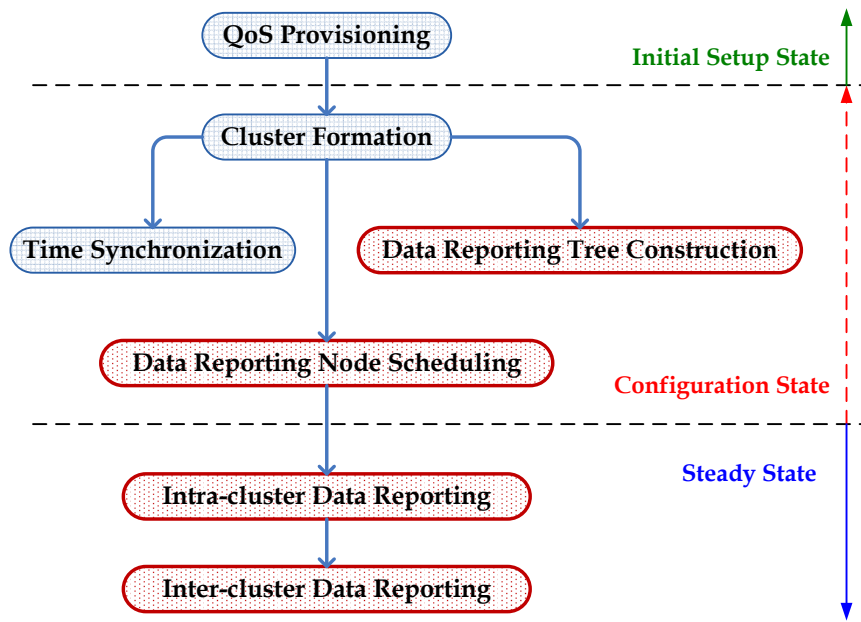 QoS Provisioning
Initial Setup State
Cluster Formation
Time Synchronization
Data Reporting Tree Construction
Data Reporting Node Scheduling
Configuration State
Steady State
Intra-cluster Data Reporting
Inter-cluster Data Reporting